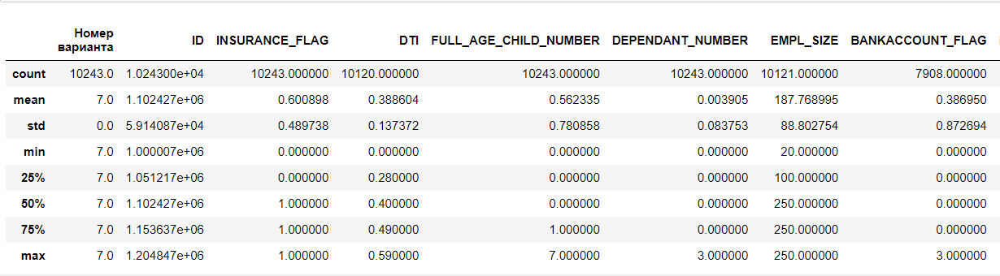 Номер варианта ID INSURANCE_FLAG DTI FULL_AGE_CHILD_NUMBER DEPENDANT_NUMBER EMPL_SIZE BANKACCOUNT_FLAG
count 10243.0 1.024300e+04 10243.000000 10120.000000 10243.000000 10243.000000 10121.000000 7908.000000
mean 7.0 1.102427e+06 0.600898 0.388604 0.562335 0.003905 187.768995 0.386950
std 0.0 5.914087e+04 0.489738 0.137372 0.780858 0.083753 88.802754 0.872694
min 7.0 1.000007e+06 0.000000 0.000000 0.000000 0.000000 20.000000 0.000000
25% 7.0 1.051217e+06 0.000000 0.280000 0.000000 0.000000 100.000000 0.000000
50% 7.0 1.102427e+06 1.000000 0.400000 0.000000 0.000000 250.000000 0.000000
75% 7.0 1.153637e+06 1.000000 0.490000 1.000000 0.000000 250.000000 0.000000
max 7.0 1.204847e+06 1.000000 0.590000 7.000000 3.000000 250.000000 3.000000